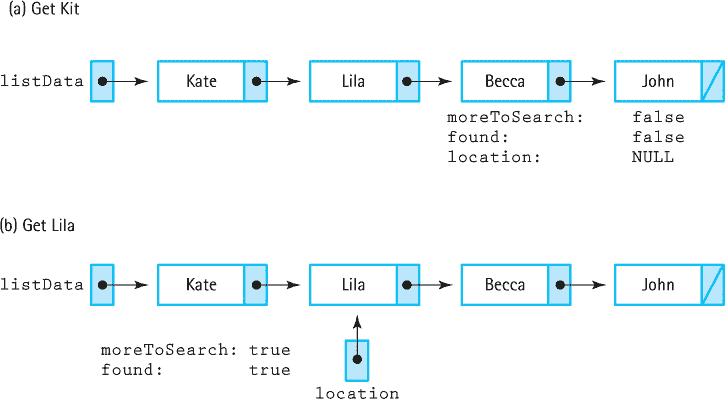 (a) Get Kit
listData Kate Lila Becca John
moreToSearch: false
found: false
location: NULL
(b) Get Lila
listData Kate Lila Becca John
moreToSearch: true
found: true
location